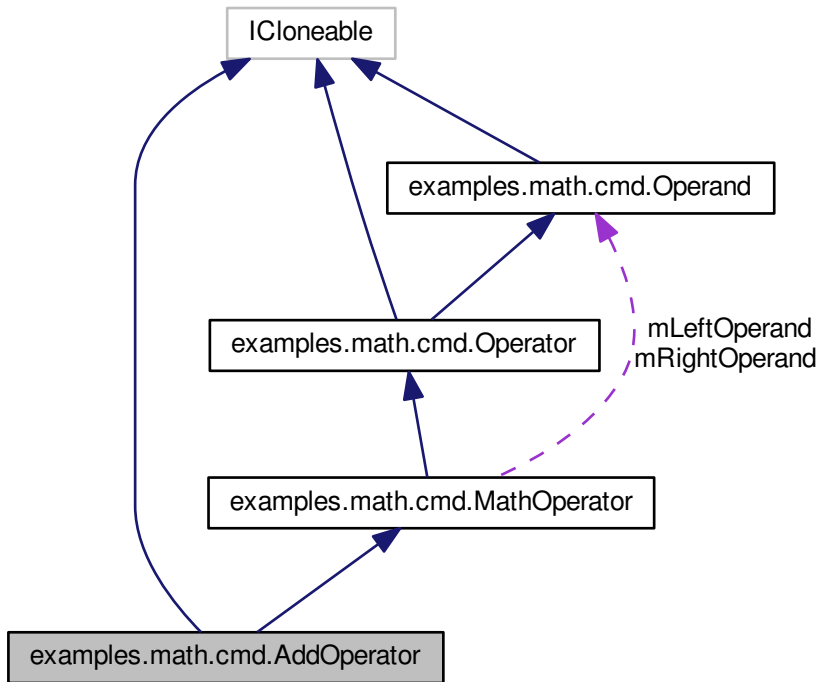 ICloneable
examples.math.cmd.Operand
mLeftOperand
mRightOperand
examples.math.cmd.Operator
examples.math.cmd.MathOperator
examples.math.cmd.AddOperator